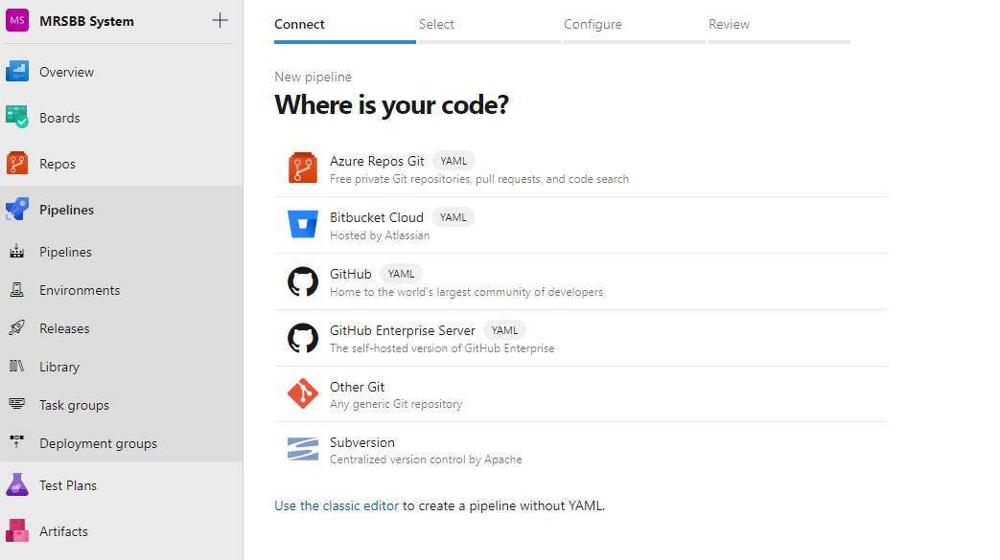 MS MRSBB System
Overview
Boards
Repos
Pipelines
Pipelines
Environments
Releases
Library
Task groups
Deployment groups
Test Plans
Artifacts
Connect Select Configure Review
New pipeline
Where is your code?
Azure Repos Git YAML
Free private Git repositories, pull requests, and code search
Bitbucket Cloud YAML
Hosted by Atlassian
GitHub YAML
Home to the world's largest community of developers
GitHub Enterprise Server YAML
The self-hosted version of GitHub Enterprise
Other Git
Any generic Git repository
Subversion
Centralized version control by Apache
Use the classic editor to create a pipeline without YAML.